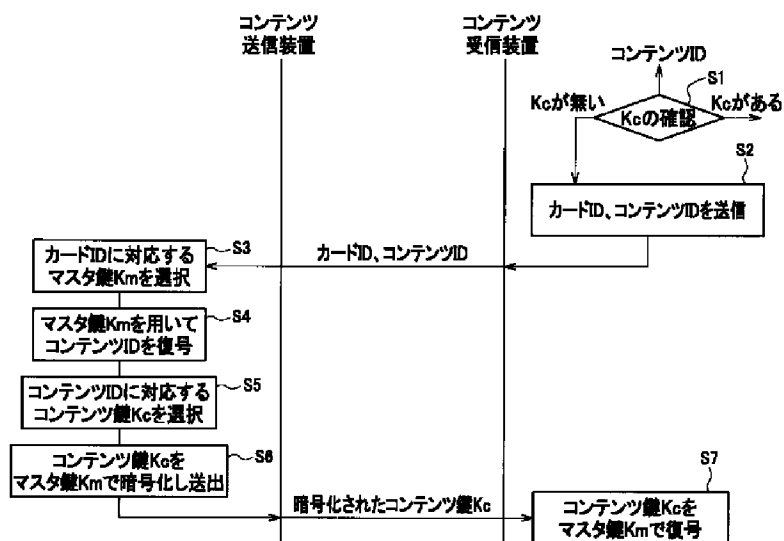 コンテンツ
送信装置
コンテンツ
受信装置
コンテンツID
S1
Kcが無い
Kcの確認
Kcがある
S2
カードID、コンテンツIDを送信
カードID、コンテンツID
S3
カードIDに対応する
マスタ鍵Kmを選択
S4
マスタ鍵Kmを用いて
コンテンツIDを復号
S5
コンテンツIDに対応する
コンテンツ鍵Kcを選択
S6
コンテンツ鍵Kcを
マスタ鍵Kmで暗号化し送出
暗号化されたコンテンツ鍵Kc
S7
コンテンツ鍵Kcを
マスタ鍵Kmで復号